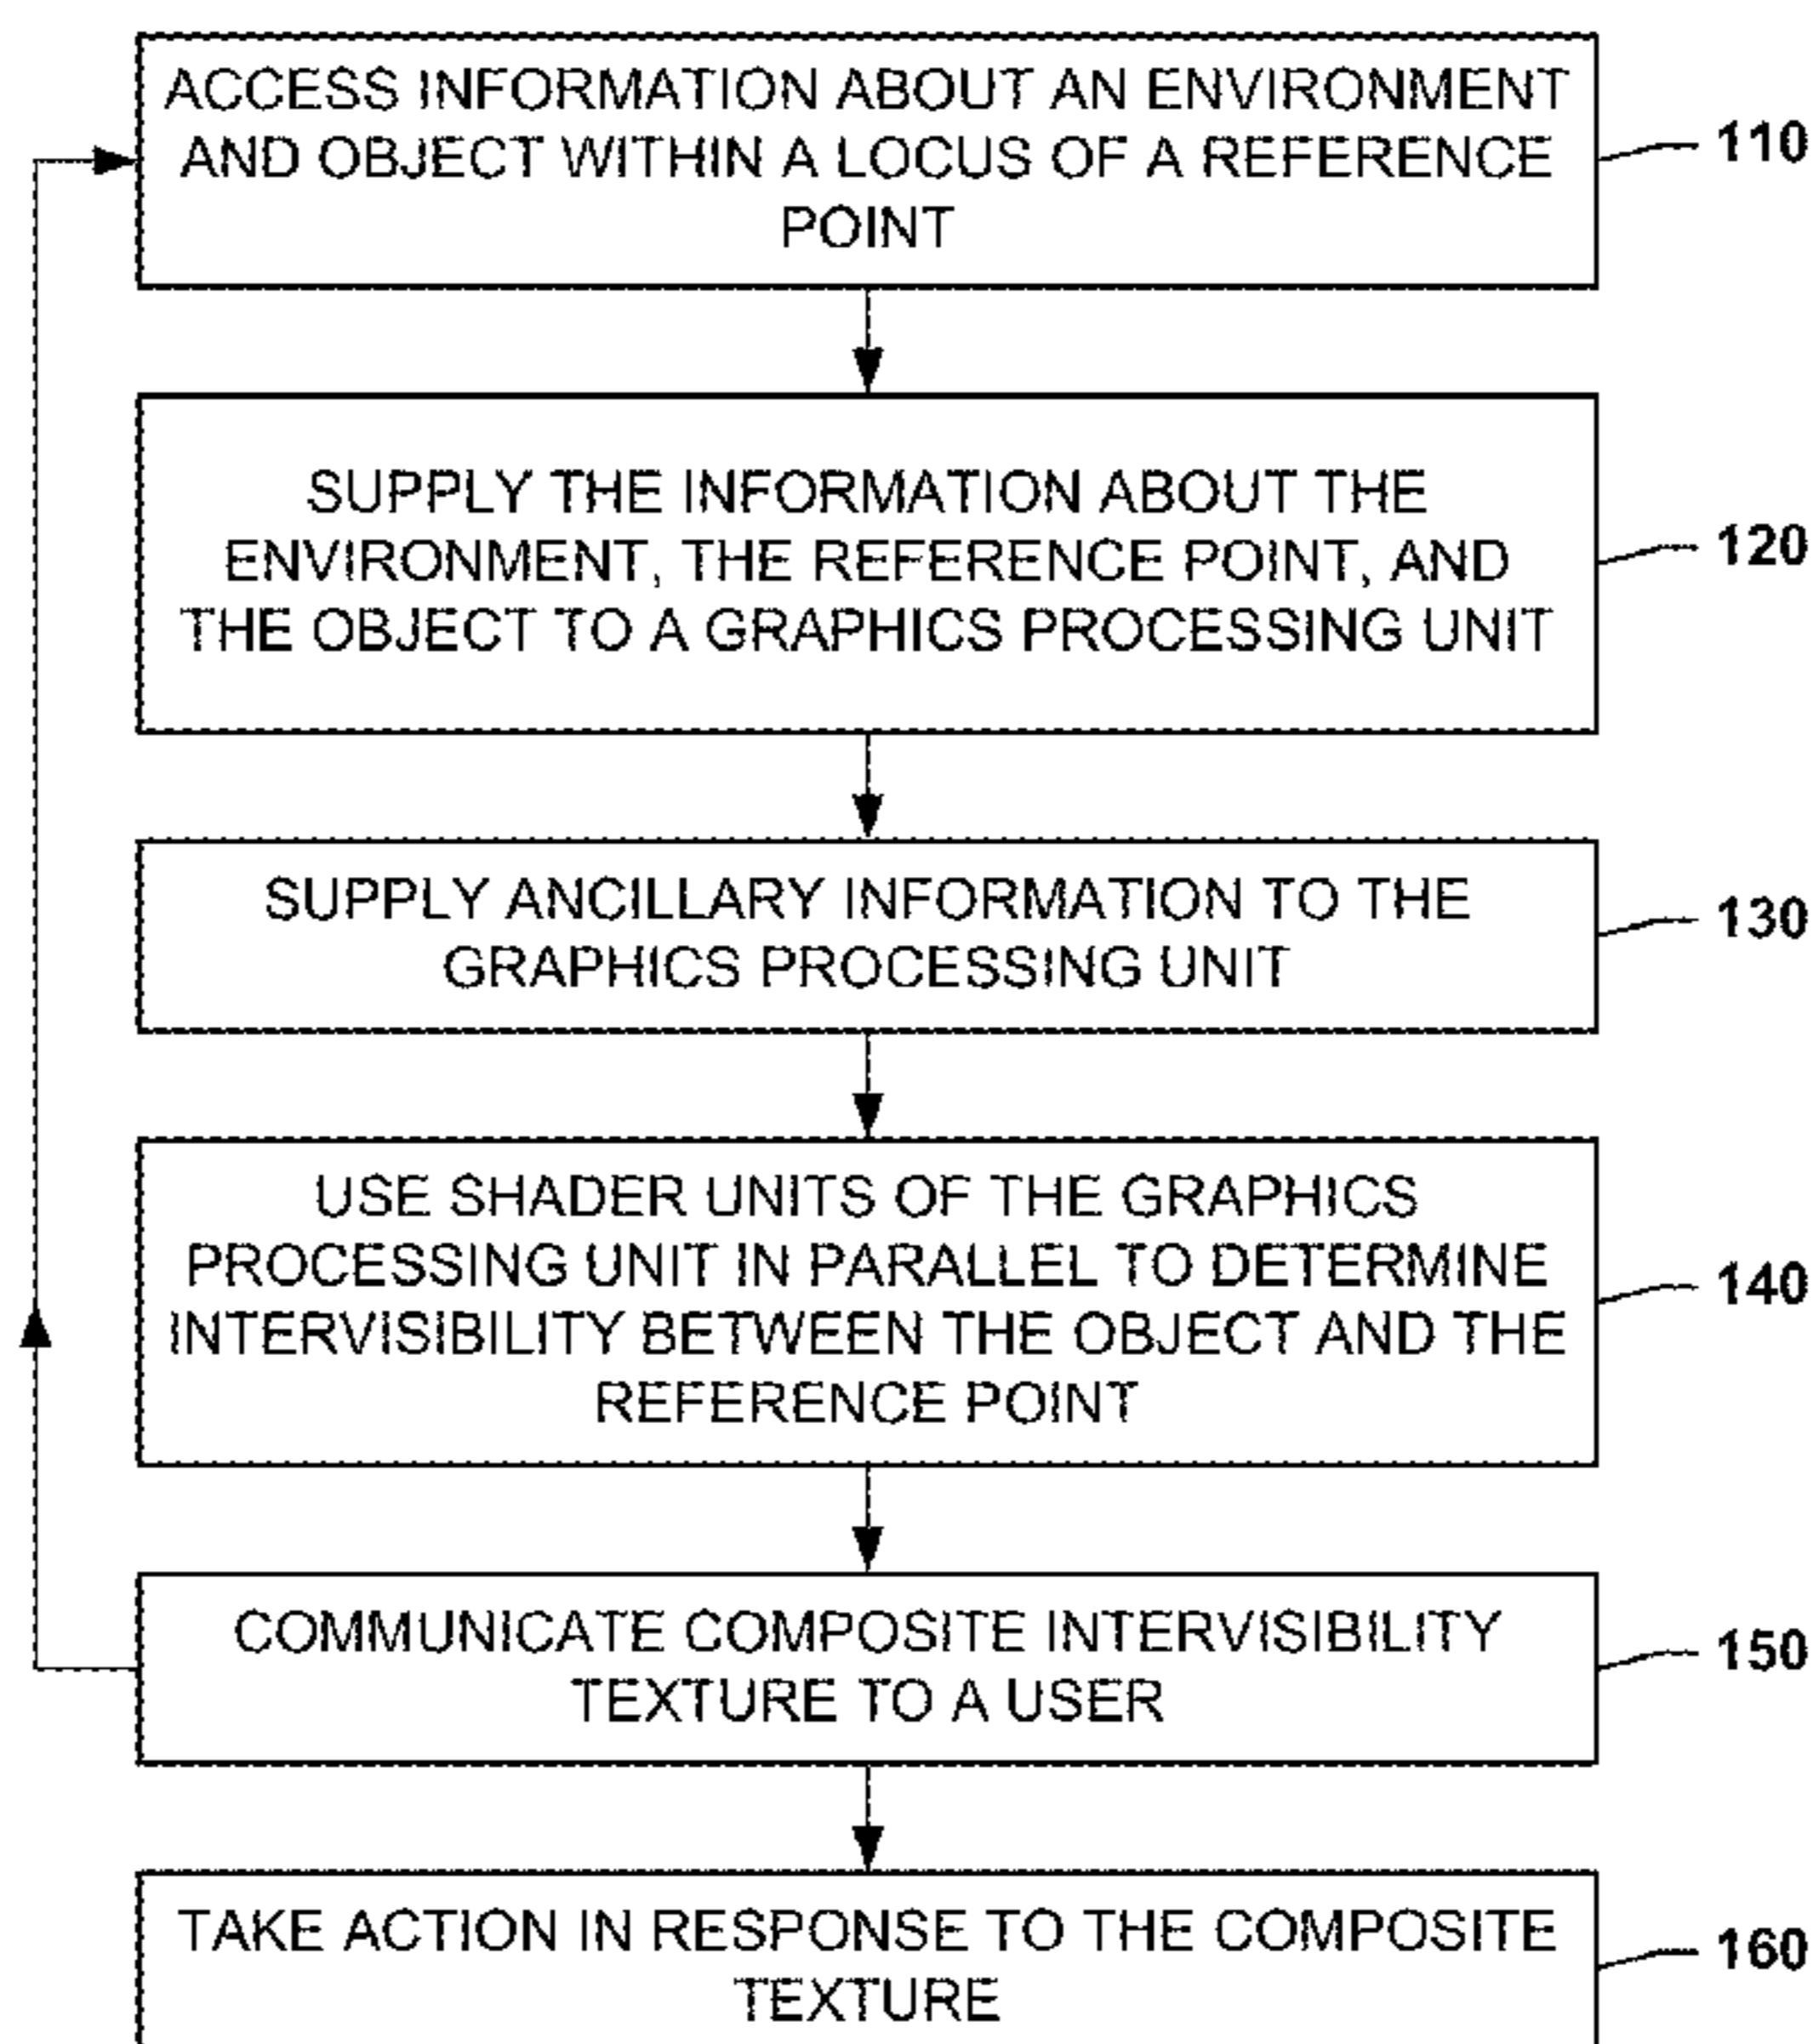 ACCESS INFORMATION ABOUT AN ENVIRONMENT
AND OBJECT WITHIN A LOCUS OF A REFERENCE
POINT
110
SUPPLY THE INFORMATION ABOUT THE
ENVIRONMENT, THE REFERENCE POINT, AND
THE OBJECT TO A GRAPHICS PROCESSING UNIT
120
SUPPLY ANCILLARY INFORMATION TO THE
GRAPHICS PROCESSING UNIT
130
USE SHADER UNITS OF THE GRAPHICS
PROCESSING UNIT IN PARALLEL TO DETERMINE
INTERVISIBILITY BETWEEN THE OBJECT AND THE
REFERENCE POINT
140
COMMUNICATE COMPOSITE INTERVISIBILITY
TEXTURE TO A USER
150
TAKE ACTION IN RESPONSE TO THE COMPOSITE
TEXTURE
160